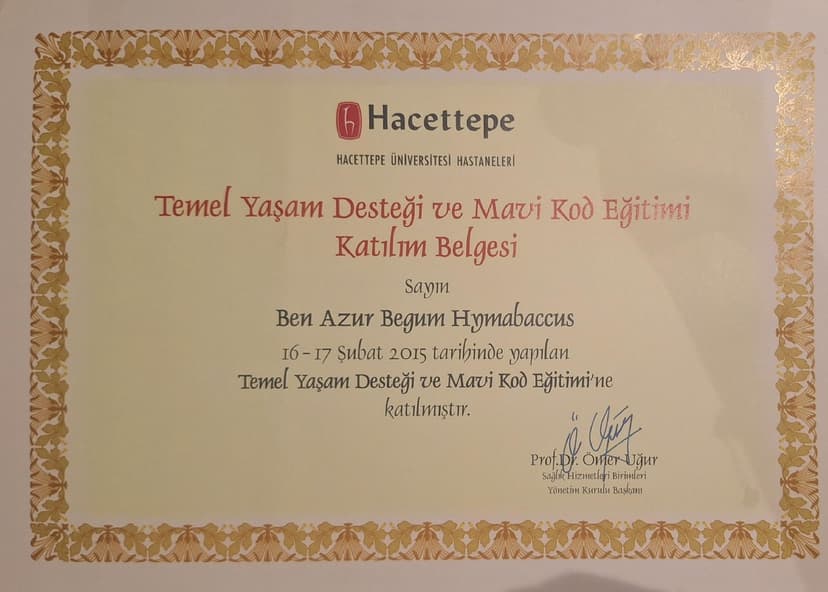 Hacettepe
HACETTEPE ÜNİVERSİTESİ HASTANELERİ
Temel Yaşam Desteği ve Mavi Kod Eğitimi
Katılım Belgesi
Sayın
Ben Azur Begum Hymabaccus
16-17 Şubat 2015 tarihinde yapılan
Temel Yaşam Desteği ve Mavi Kod Eğitimi'ne
katılmıştır.
Prof.Dr. Ömer Uğur
Sağlık Hizmetleri Birimleri
Yönetim Kurulu Başkanı